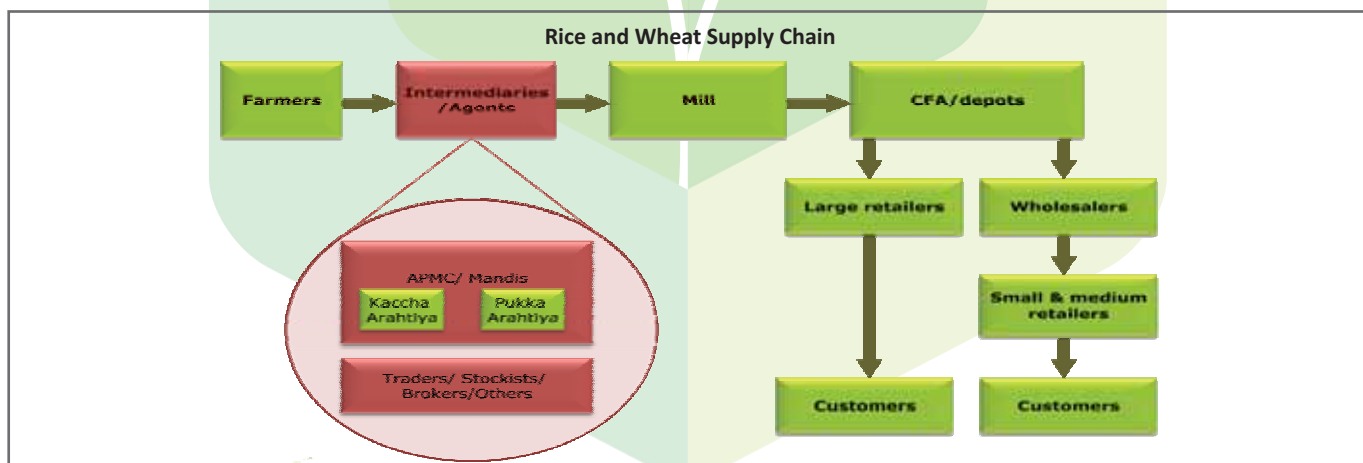 Rice and Wheat Supply Chain
Farmers
Intermediaries
/Agents
Mill
CFA/depots
Large retailers
Wholesalers
APMC/ Mandis
Kaccha
Arahtiya
Pukka
Arahtiya
Small & medium
retailers
Traders/ Stockists/
Brokers/Others
Customers
Customers